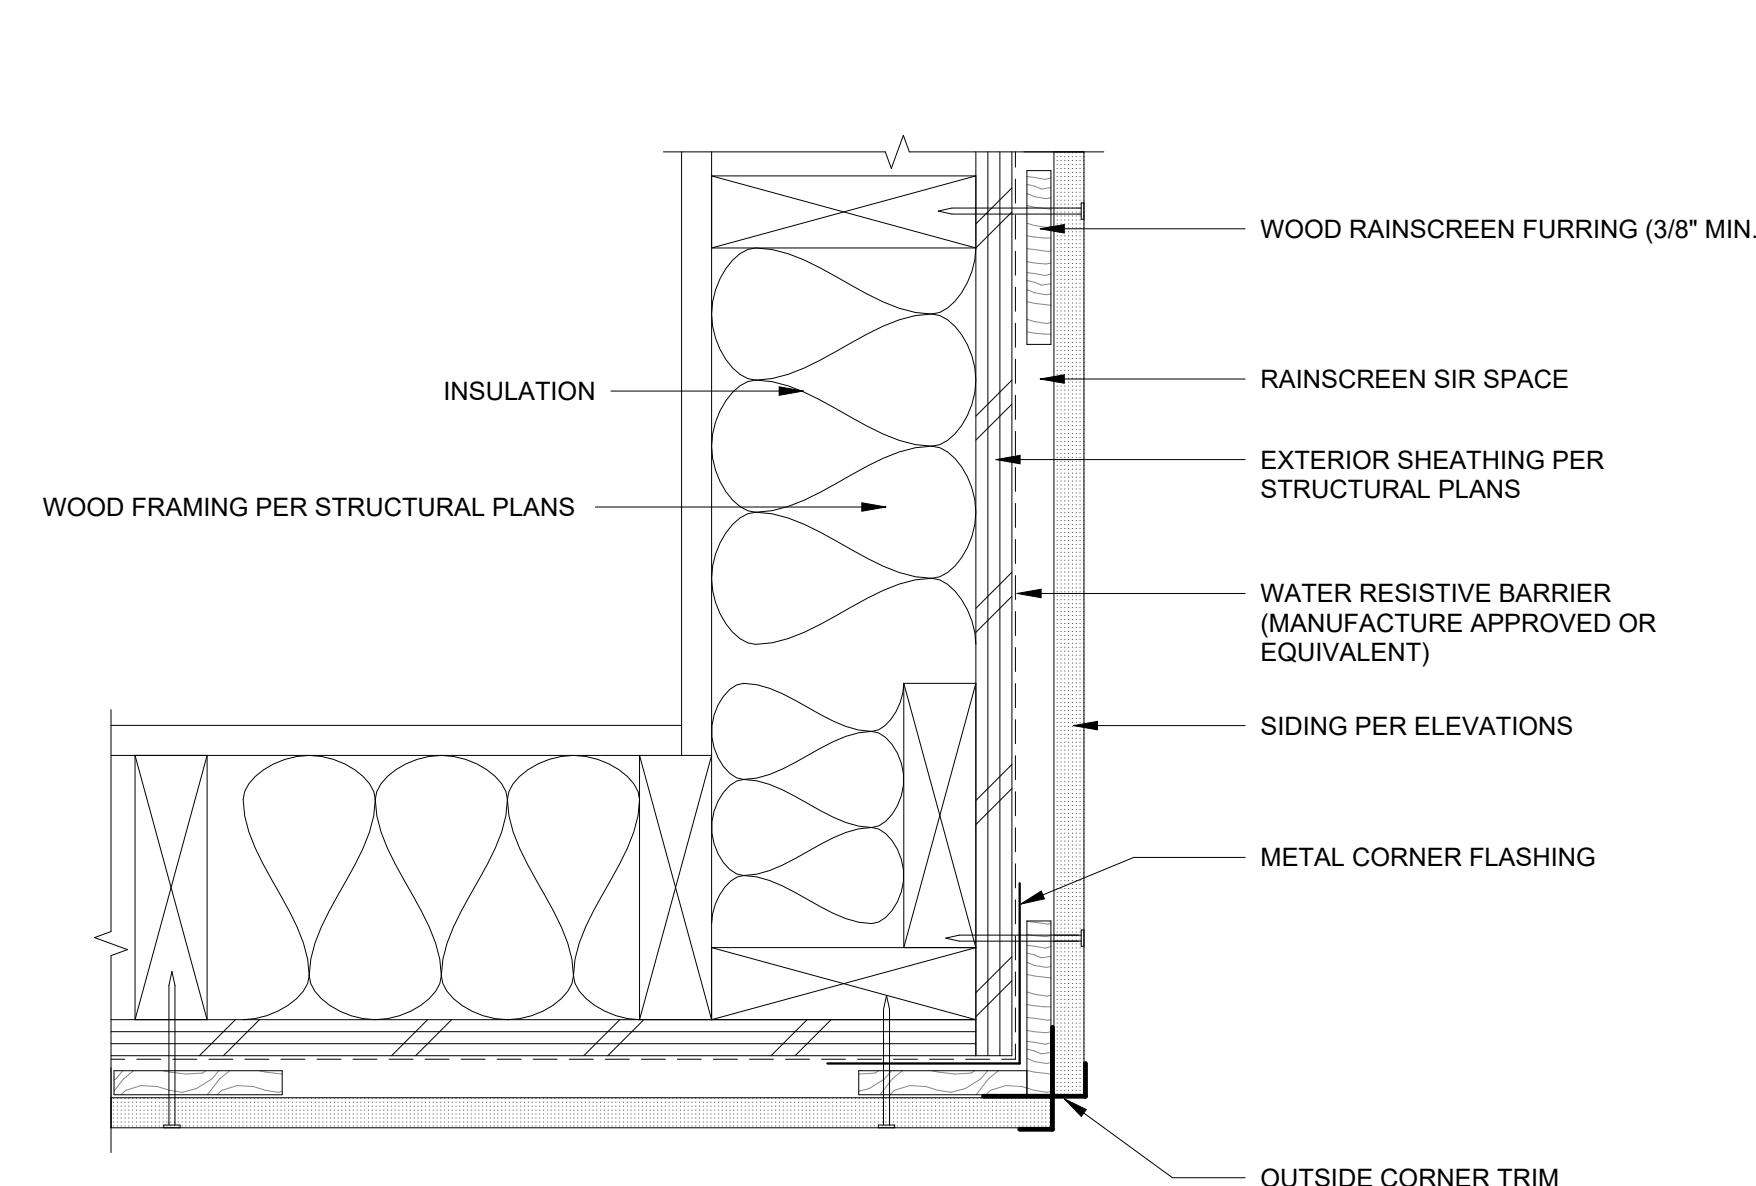 WOOD RAINSCREEN FURRING (3/8" MIN.
RAINSCREEN SIR SPACE
INSULATION
EXTERIOR SHEATHING PER
STRUCTURAL PLANS
WOOD FRAMING PER STRUCTURAL PLANS
WATER RESISTIVE BARRIER
(MANUFACTURE APPROVED OR
EQUIVALENT)
SIDING PER ELEVATIONS
METAL CORNER FLASHING
OUTSIDE CORNER TRIM